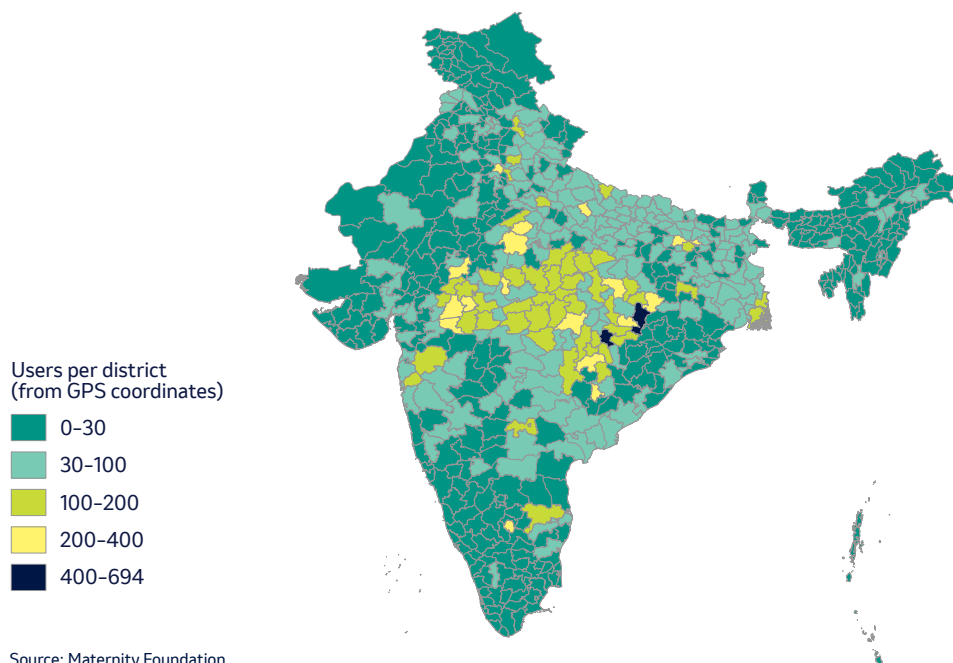 Users per district
(from GPS coordinates)
0–30
30–100
100–200
200–400
400–694
Source: Maternity Foundation